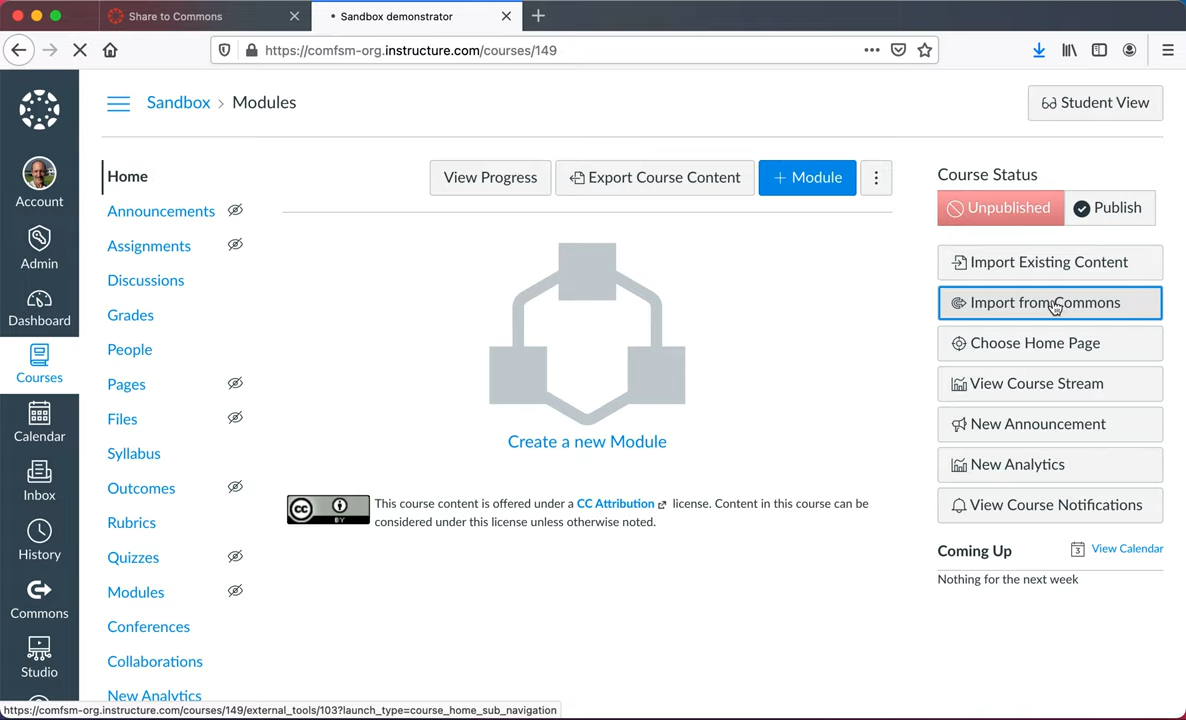 Share to Commons
Sandbox demonstrator
https://comfsm-org.instructure.com/courses/149
Sandbox › Modules
Student View
Account
Admin
Dashboard
Courses
Calendar
Inbox
History
Commons
Studio
Home
Announcements
Assignments
Discussions
Grades
People
Pages
Files
Syllabus
Outcomes
Rubrics
Quizzes
Modules
Conferences
Collaborations
New Analytics
View Progress
Export Course Content
+ Module
Create a new Module
cc
BY
This course content is offered under a CC Attribution license. Content in this course can be
considered under this license unless otherwise noted.
Course Status
Unpublished
Publish
Import Existing Content
Import from Commons
Choose Home Page
View Course Stream
New Announcement
New Analytics
View Course Notifications
Coming Up
3
View Calendar
Nothing for the next week
https://comfsm-org.instructure.com/courses/149/external_tools/103?launch_type=course_home_sub_navigation